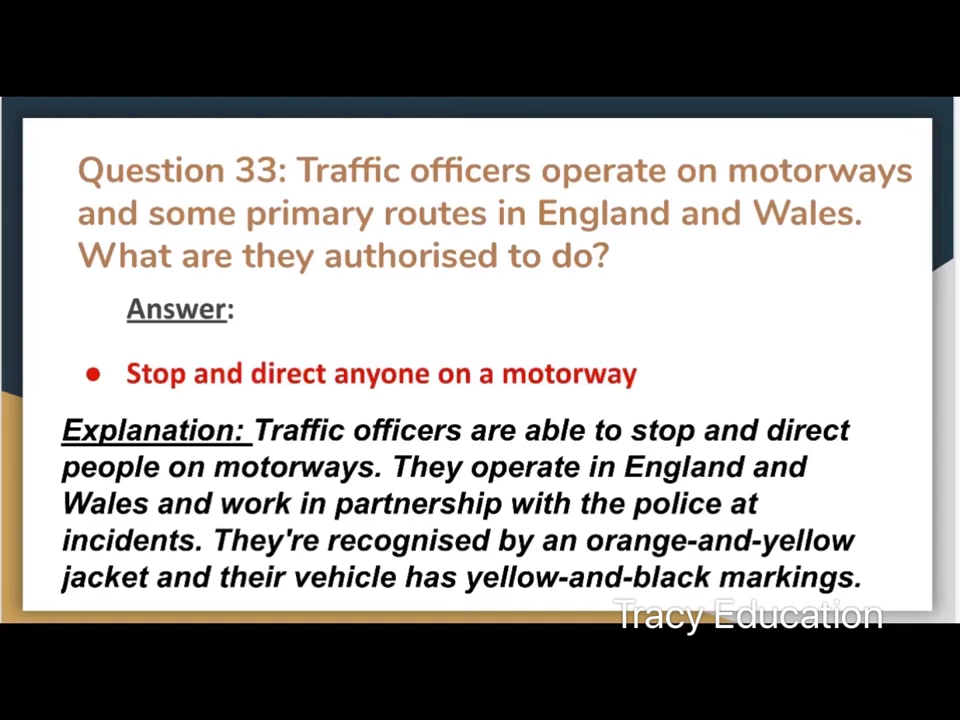 Question 33: Traffic officers operate on motorways
and some primary routes in England and Wales.
What are they authorised to do?
Answer:
● Stop and direct anyone on a motorway
Explanation: Traffic officers are able to stop and direct
people on motorways. They operate in England and
Wales and work in partnership with the police at
incidents. They're recognised by an orange-and-yellow
jacket and their vehicle has yellow-and-black markings.
Tracy Education